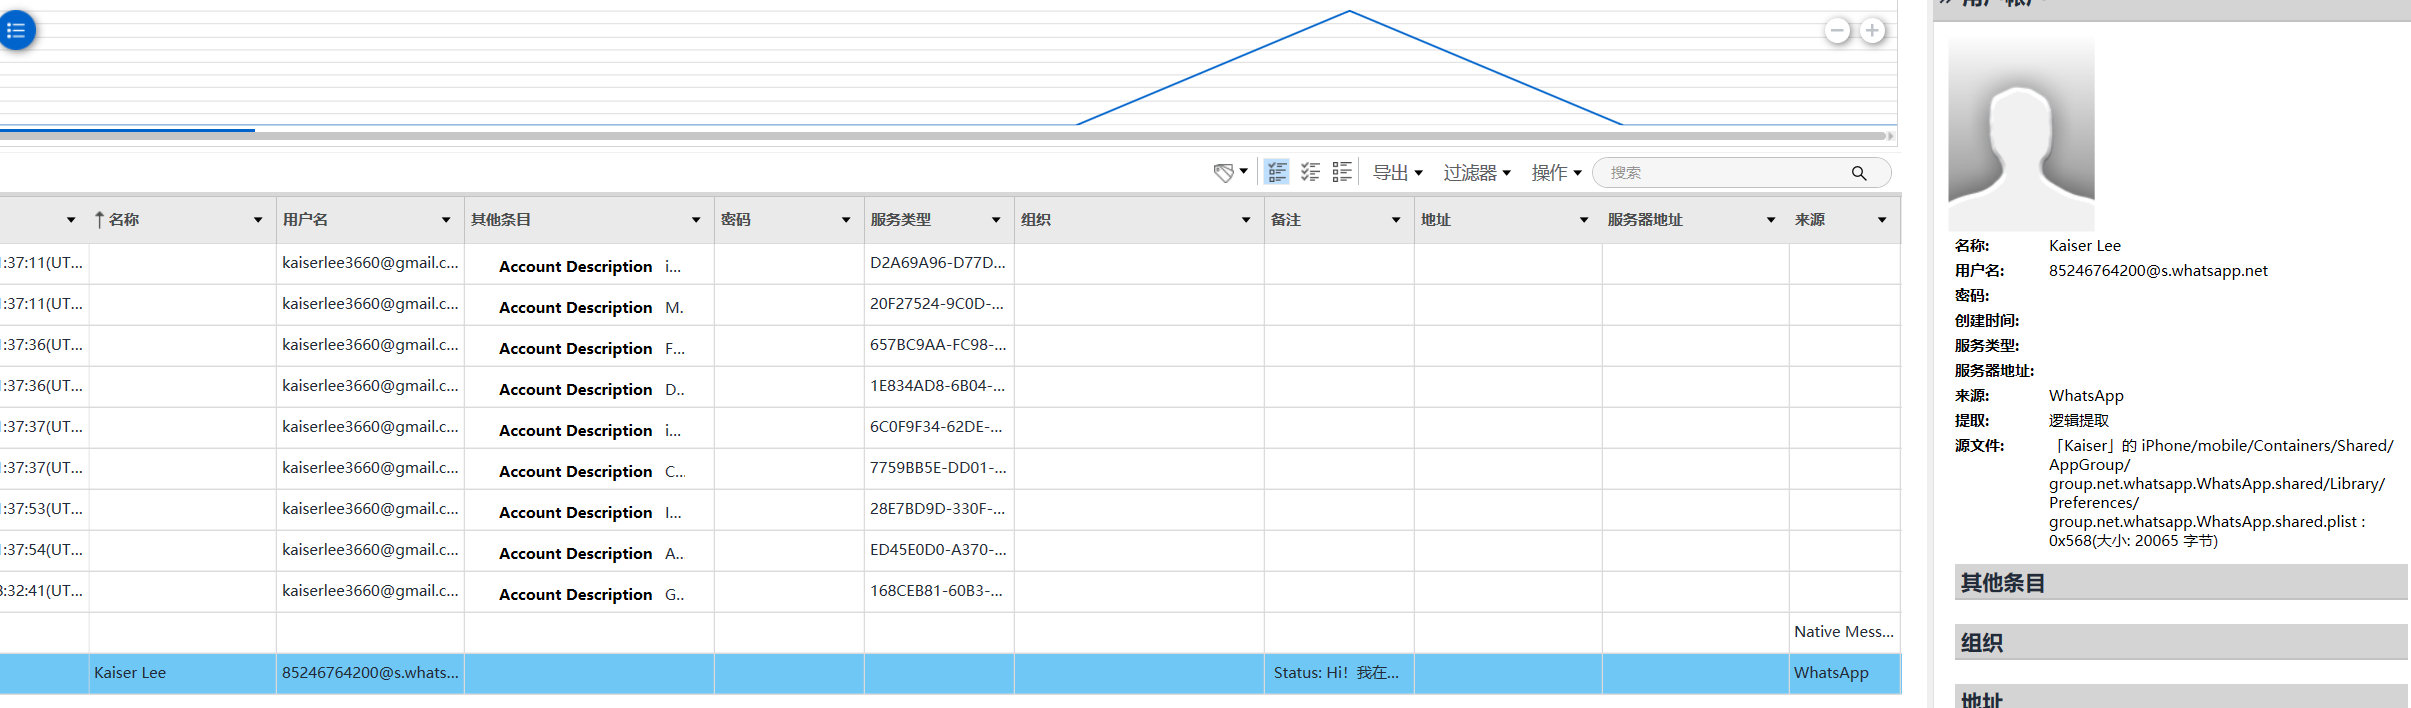 用户帐户
导出 过滤器 操作 搜索
名称 用户名 其他条目 密码 服务类型 组织 备注 地址 服务器地址 来源
:37:11(UT... kaiserlee3660@gmail.c... Account Description i... D2A69A96-D77D...
:37:11(UT... kaiserlee3660@gmail.c... Account Description M. 20F27524-9C0D-...
:37:36(UT... kaiserlee3660@gmail.c... Account Description F... 657BC9AA-FC98-...
:37:36(UT... kaiserlee3660@gmail.c... Account Description D.. 1E834AD8-6B04-...
:37:37(UT... kaiserlee3660@gmail.c... Account Description i... 6C0F9F34-62DE-...
:37:37(UT... kaiserlee3660@gmail.c... Account Description C.. 7759BB5E-DD01-...
:37:53(UT... kaiserlee3660@gmail.c... Account Description I... 28E7BD9D-330F-...
:37:54(UT... kaiserlee3660@gmail.c... Account Description A.. ED45E0D0-A370-...
:32:41(UT... kaiserlee3660@gmail.c... Account Description G.. 168CEB81-60B3-...
Native Mess...
Kaiser Lee 85246764200@s.whats... Status: Hi！我在... WhatsApp
名称: Kaiser Lee
用户名: 85246764200@s.whatsapp.net
密码:
创建时间:
服务类型:
服务器地址:
来源: WhatsApp
提取: 逻辑提取
源文件: 「Kaiser」的 iPhone/mobile/Containers/Shared/
AppGroup/
group.net.whatsapp.WhatsApp.shared/Library/
Preferences/
group.net.whatsapp.WhatsApp.shared.plist :
0x568(大小: 20065 字节)
其他条目
组织
地址